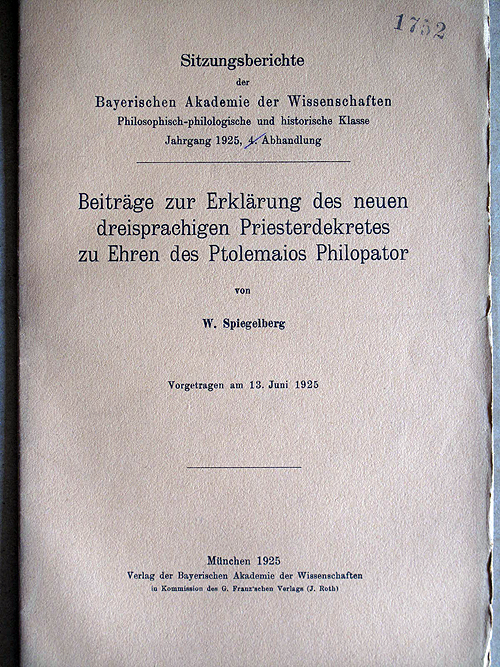 1752
Sitzungsberichte
der
Bayerischen Akademie der Wissenschaften
Philosophisch-philologische und historische Klasse
Jahrgang 1925, 4. Abhandlung
Beiträge zur Erklärung des neuen
dreisprachigen Priesterdekretes
zu Ehren des Ptolemaios Philopator
von
W. Spiegelberg
Vorgetragen am 13. Juni 1925
München 1925
Verlag der Bayerischen Akademie der Wissenschaften
in Kommission des G. Franz'schen Verlags (J. Roth)